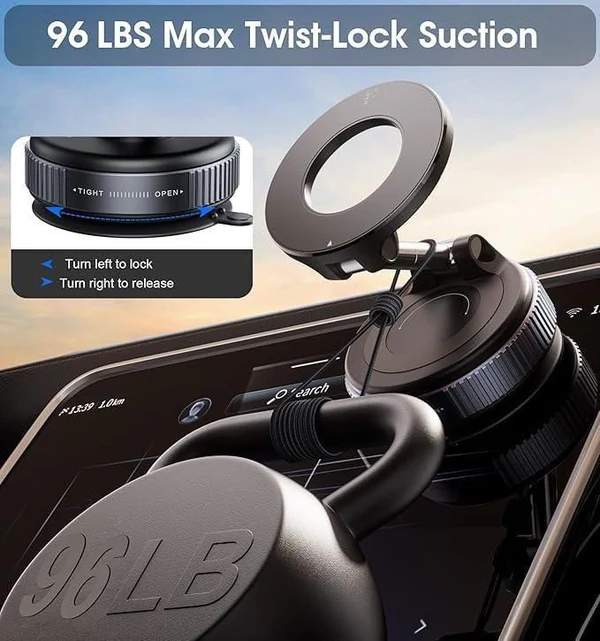 96 LBS Max Twist-Lock Suction
TIGHT OPEN
Turn left to lock
Turn right to release
13:39 1.0km
96LB